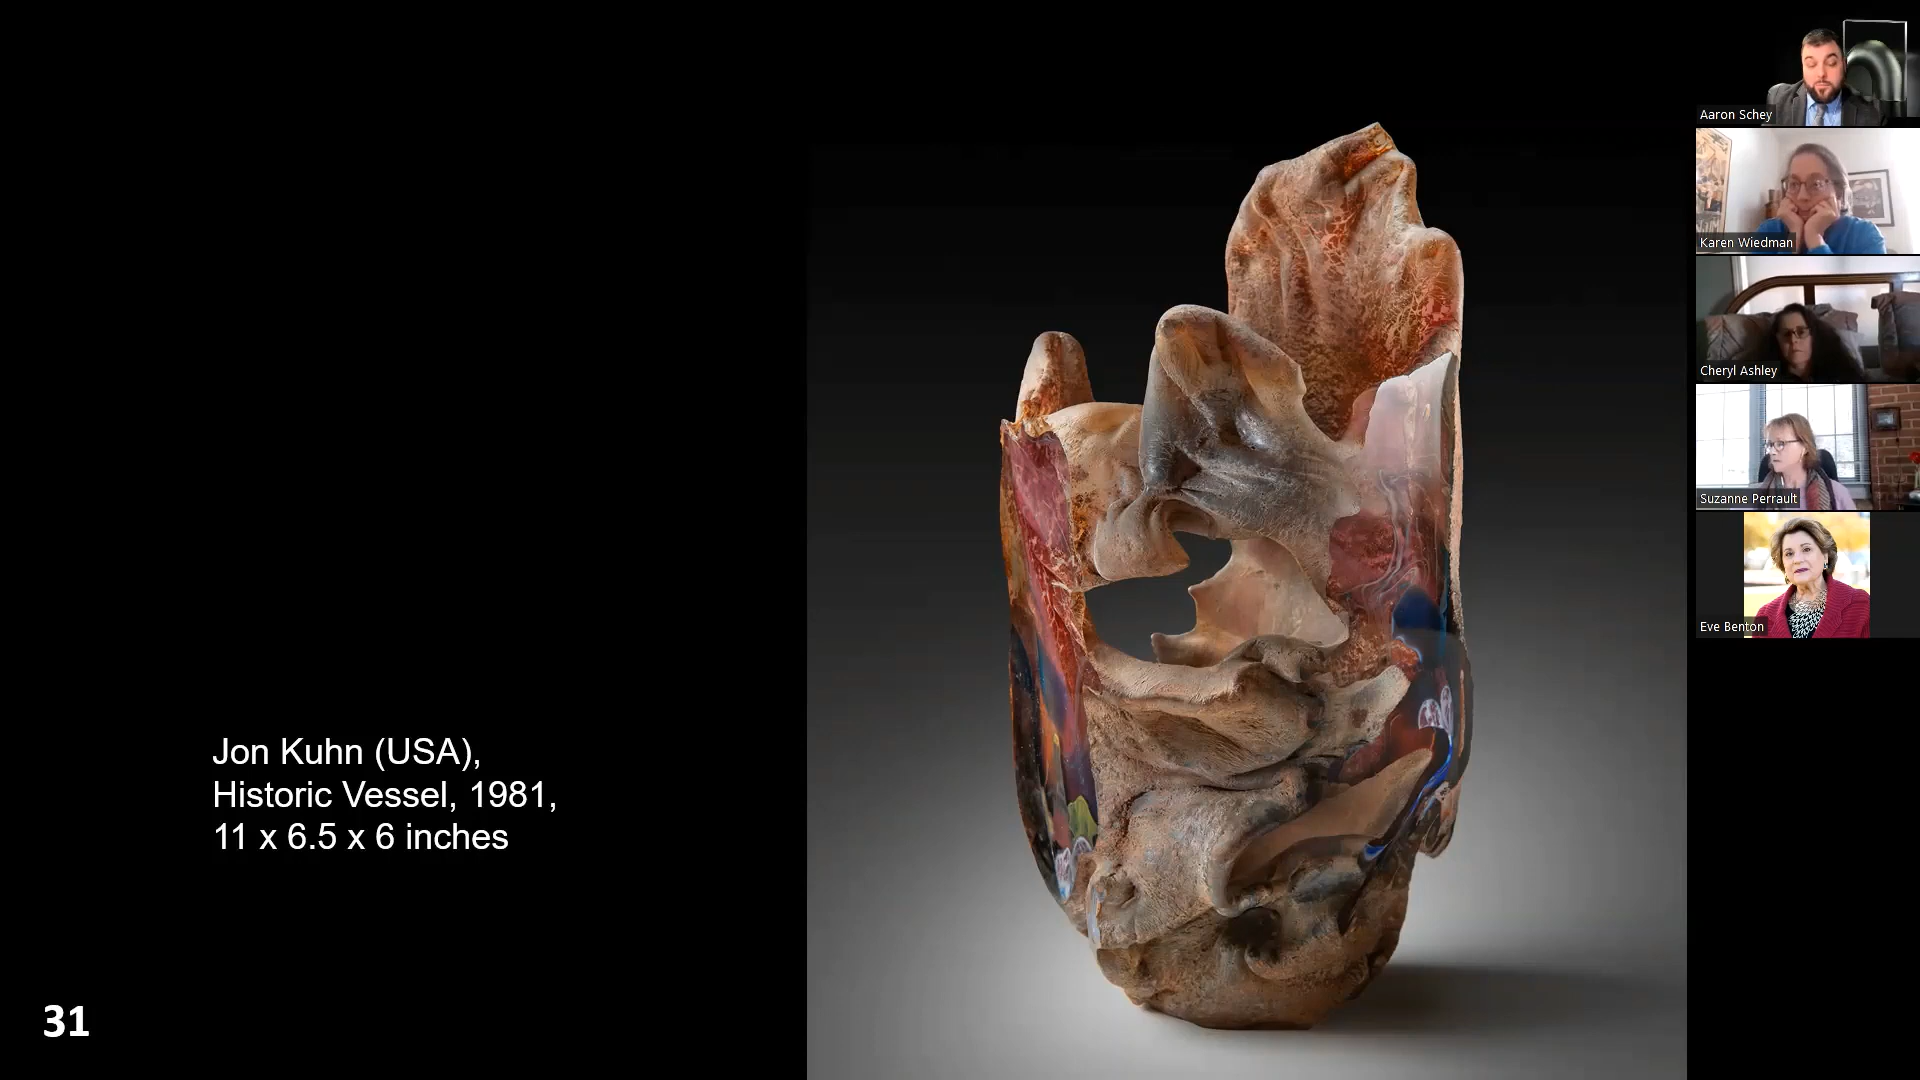 Jon Kuhn (USA),
Historic Vessel, 1981,
11 x 6.5 x 6 inches
31
Aaron Schey
Karen Wiedman
Cheryl Ashley
Suzanne Perrault
Eve Benton